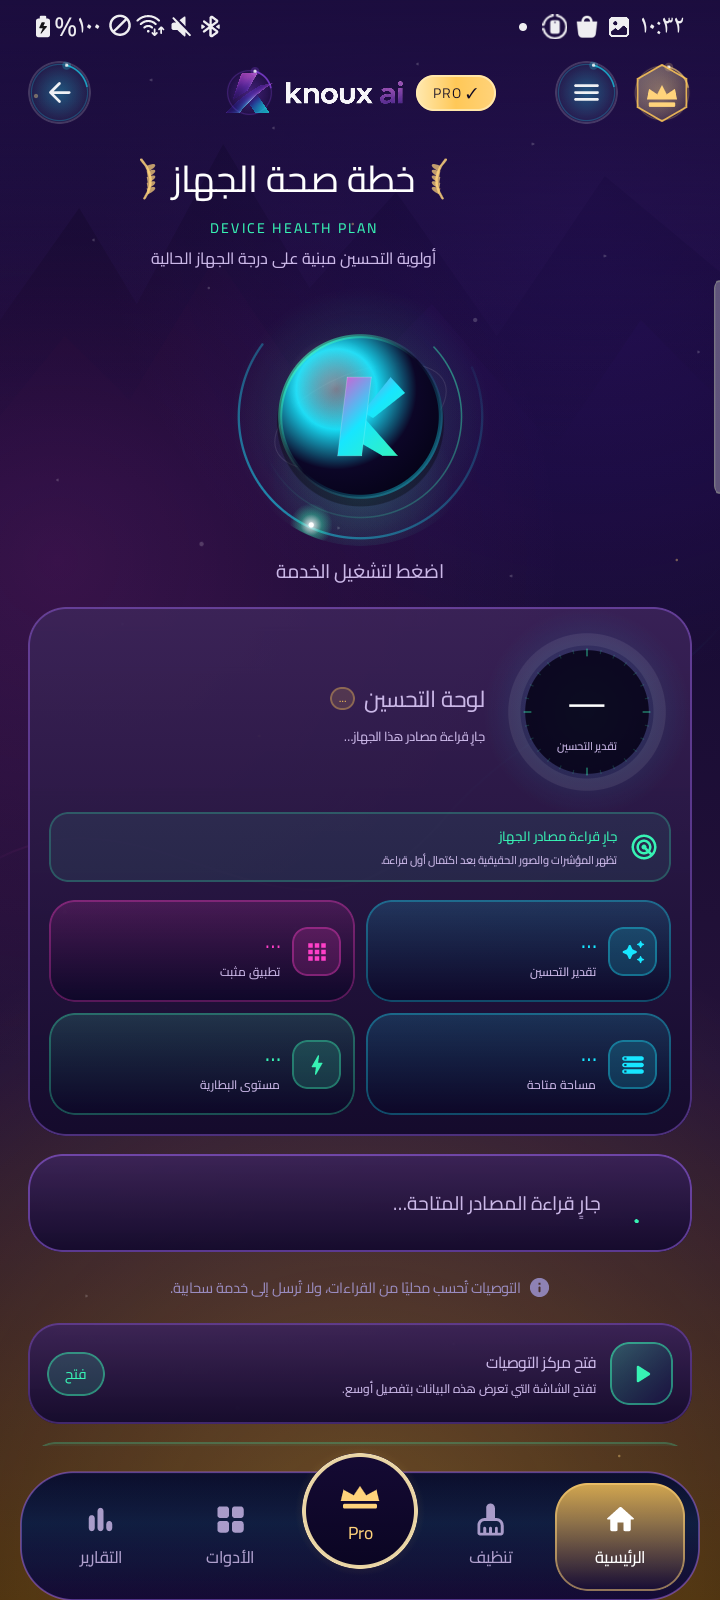 ١٠:٣٢
%١٠٠
knoux ai
PRO ✓
خطة صحة الجهاز
DEVICE HEALTH PLAN
أولوية التحسين مبنية على درجة الجهاز الحالية
K
اضغط لتشغيل الخدمة
—
تقدير التحسين
لوحة التحسين ...
جارٍ قراءة مصادر هذا الجهاز...
جارٍ قراءة مصادر الجهاز
تظهر المؤشرات والصور الحقيقية بعد اكتمال أول قراءة.
...
تقدير التحسين
...
تطبيق مثبت
...
مساحة متاحة
...
مستوى البطارية
جارٍ قراءة المصادر المتاحة...
التوصيات تُحسب محليًا من القراءات، ولا تُرسل إلى خدمة سحابية.
فتح مركز التوصيات
تفتح الشاشة التي تعرض هذه البيانات بتفصيل أوسع.
فتح
الرئيسية
تنظيف
Pro
الأدوات
التقارير